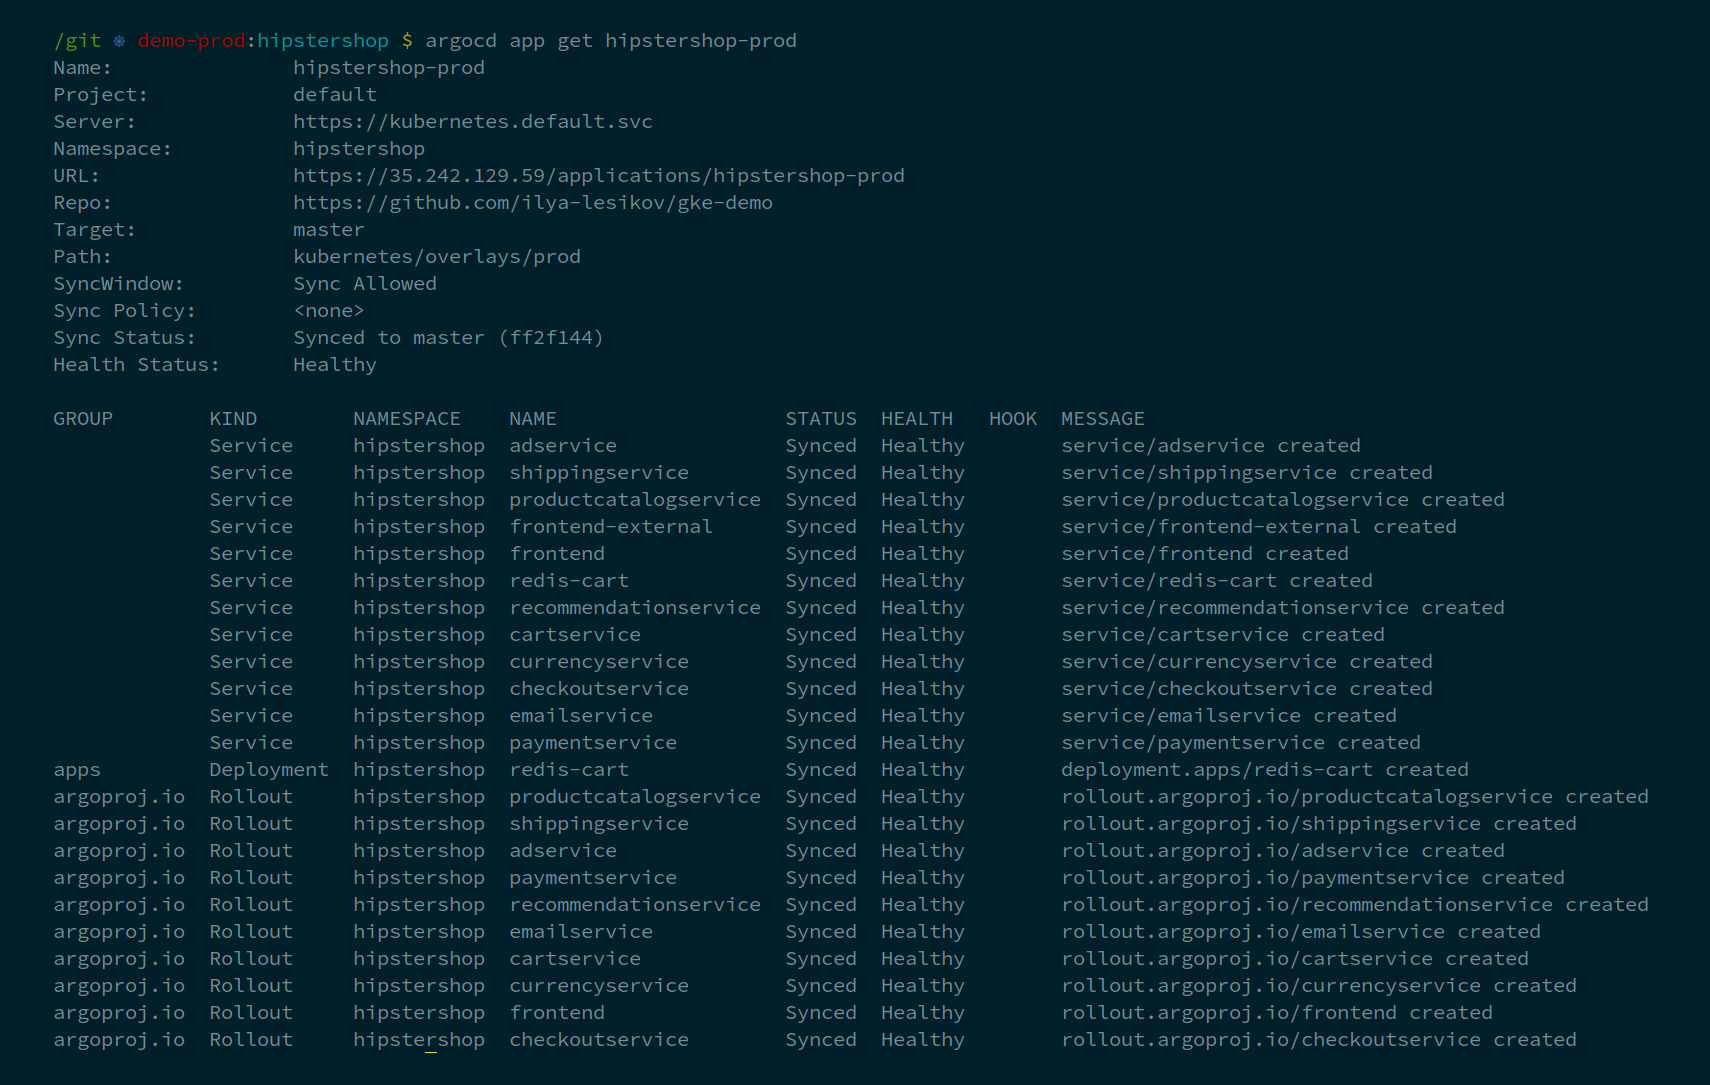 /git ⎈ demo-prod:hipstershop $ argocd app get hipstershop-prod
Name:               hipstershop-prod
Project:            default
Server:             https://kubernetes.default.svc
Namespace:          hipstershop
URL:                https://35.242.129.59/applications/hipstershop-prod
Repo:               https://github.com/ilya-lesikov/gke-demo
Target:             master
Path:               kubernetes/overlays/prod
SyncWindow:         Sync Allowed
Sync Policy:        <none>
Sync Status:        Synced to master (ff2f144)
Health Status:      Healthy

GROUP        KIND        NAMESPACE    NAME                   STATUS  HEALTH   HOOK  MESSAGE
             Service     hipstershop  adservice              Synced  Healthy        service/adservice created
             Service     hipstershop  shippingservice        Synced  Healthy        service/shippingservice created
             Service     hipstershop  productcatalogservice  Synced  Healthy        service/productcatalogservice created
             Service     hipstershop  frontend-external      Synced  Healthy        service/frontend-external created
             Service     hipstershop  frontend               Synced  Healthy        service/frontend created
             Service     hipstershop  redis-cart             Synced  Healthy        service/redis-cart created
             Service     hipstershop  recommendationservice  Synced  Healthy        service/recommendationservice created
             Service     hipstershop  cartservice            Synced  Healthy        service/cartservice created
             Service     hipstershop  currencyservice        Synced  Healthy        service/currencyservice created
             Service     hipstershop  checkoutservice        Synced  Healthy        service/checkoutservice created
             Service     hipstershop  emailservice           Synced  Healthy        service/emailservice created
             Service     hipstershop  paymentservice         Synced  Healthy        service/paymentservice created
apps         Deployment  hipstershop  redis-cart             Synced  Healthy        deployment.apps/redis-cart created
argoproj.io  Rollout     hipstershop  productcatalogservice  Synced  Healthy        rollout.argoproj.io/productcatalogservice created
argoproj.io  Rollout     hipstershop  shippingservice        Synced  Healthy        rollout.argoproj.io/shippingservice created
argoproj.io  Rollout     hipstershop  adservice              Synced  Healthy        rollout.argoproj.io/adservice created
argoproj.io  Rollout     hipstershop  paymentservice         Synced  Healthy        rollout.argoproj.io/paymentservice created
argoproj.io  Rollout     hipstershop  recommendationservice  Synced  Healthy        rollout.argoproj.io/recommendationservice created
argoproj.io  Rollout     hipstershop  emailservice           Synced  Healthy        rollout.argoproj.io/emailservice created
argoproj.io  Rollout     hipstershop  cartservice            Synced  Healthy        rollout.argoproj.io/cartservice created
argoproj.io  Rollout     hipstershop  currencyservice        Synced  Healthy        rollout.argoproj.io/currencyservice created
argoproj.io  Rollout     hipstershop  frontend               Synced  Healthy        rollout.argoproj.io/frontend created
argoproj.io  Rollout     hipstershop  checkoutservice        Synced  Healthy        rollout.argoproj.io/checkoutservice created